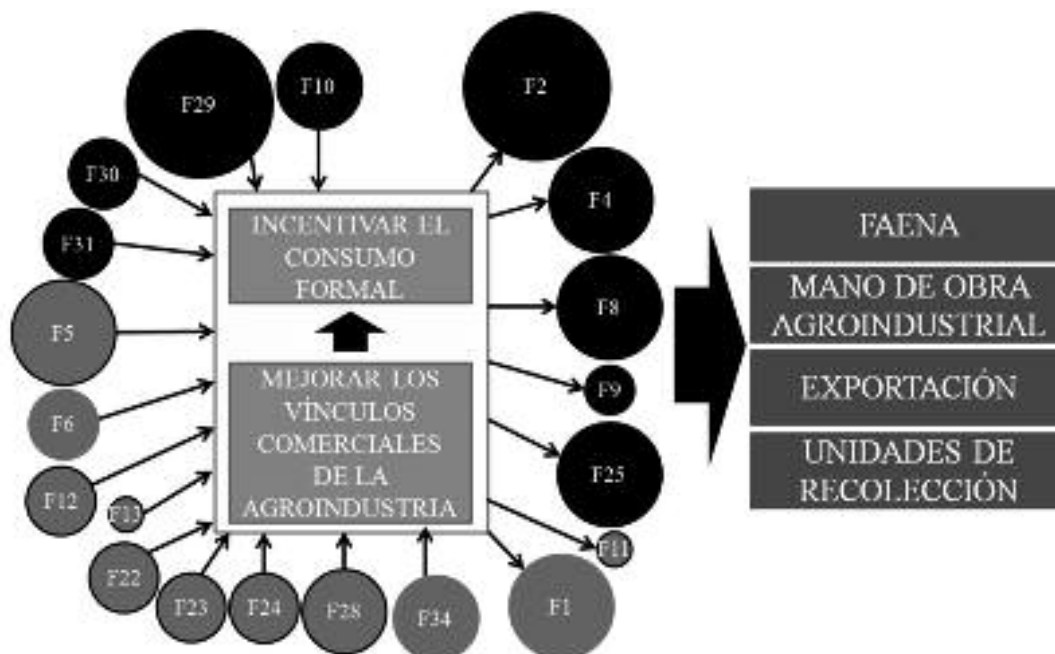 F29
F10
F2
F30
F4
F31
INCENTIVAR EL
CONSUMO
FORMAL
FAENA
F5
F8
MANO DE OBRA
AGROINDUSTRIAL
F6
F9
MEJORAR LOS
VÍNCULOS
COMERCIALES
DE LA
AGROINDUSTRIA
EXPORTACIÓN
F12
F25
UNIDADES DE
RECOLECCIÓN
F13
F11
F22
F23
F24
F28
F34
F1